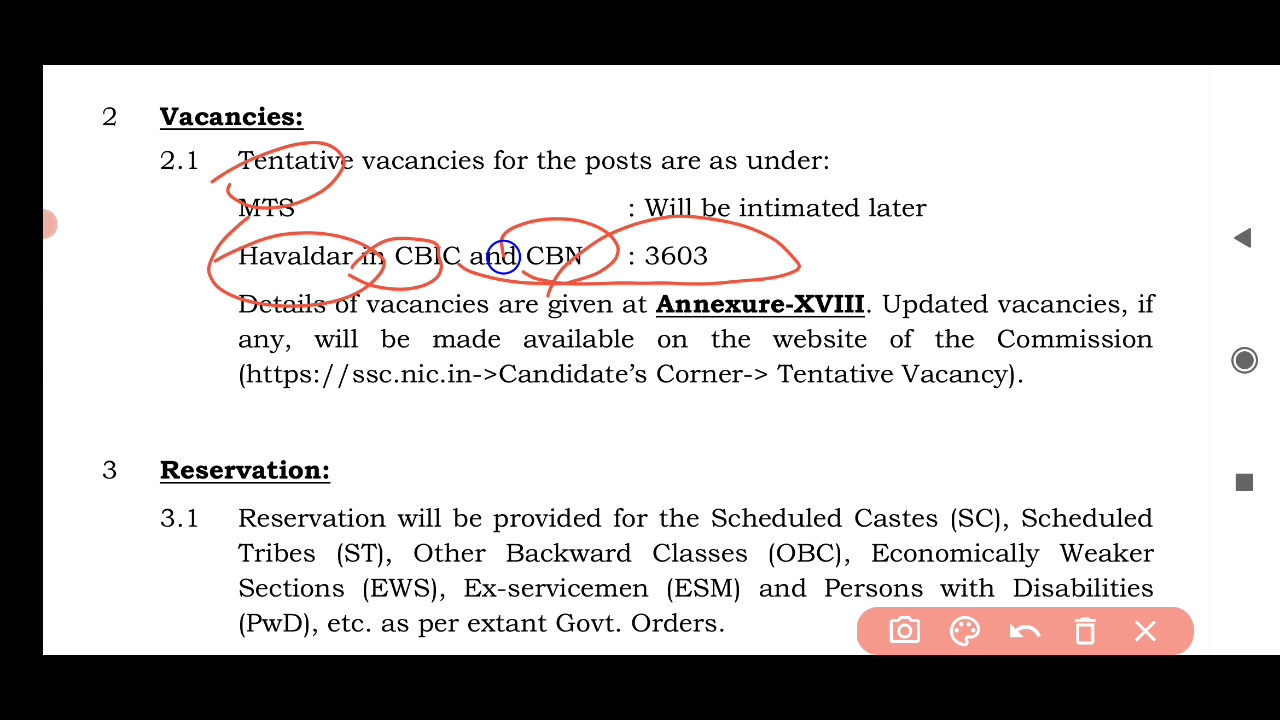 2 Vacancies:
2.1 Tentative vacancies for the posts are as under:
MTS : Will be intimated later
Havaldar in CBIC and CBN : 3603
Details of vacancies are given at Annexure-XVIII. Updated vacancies, if
any, will be made available on the website of the Commission
(https://ssc.nic.in->Candidate's Corner-> Tentative Vacancy).
3 Reservation:
3.1 Reservation will be provided for the Scheduled Castes (SC), Scheduled
Tribes (ST), Other Backward Classes (OBC), Economically Weaker
Sections (EWS), Ex-servicemen (ESM) and Persons with Disabilities
(PwD), etc. as per extant Govt. Orders.